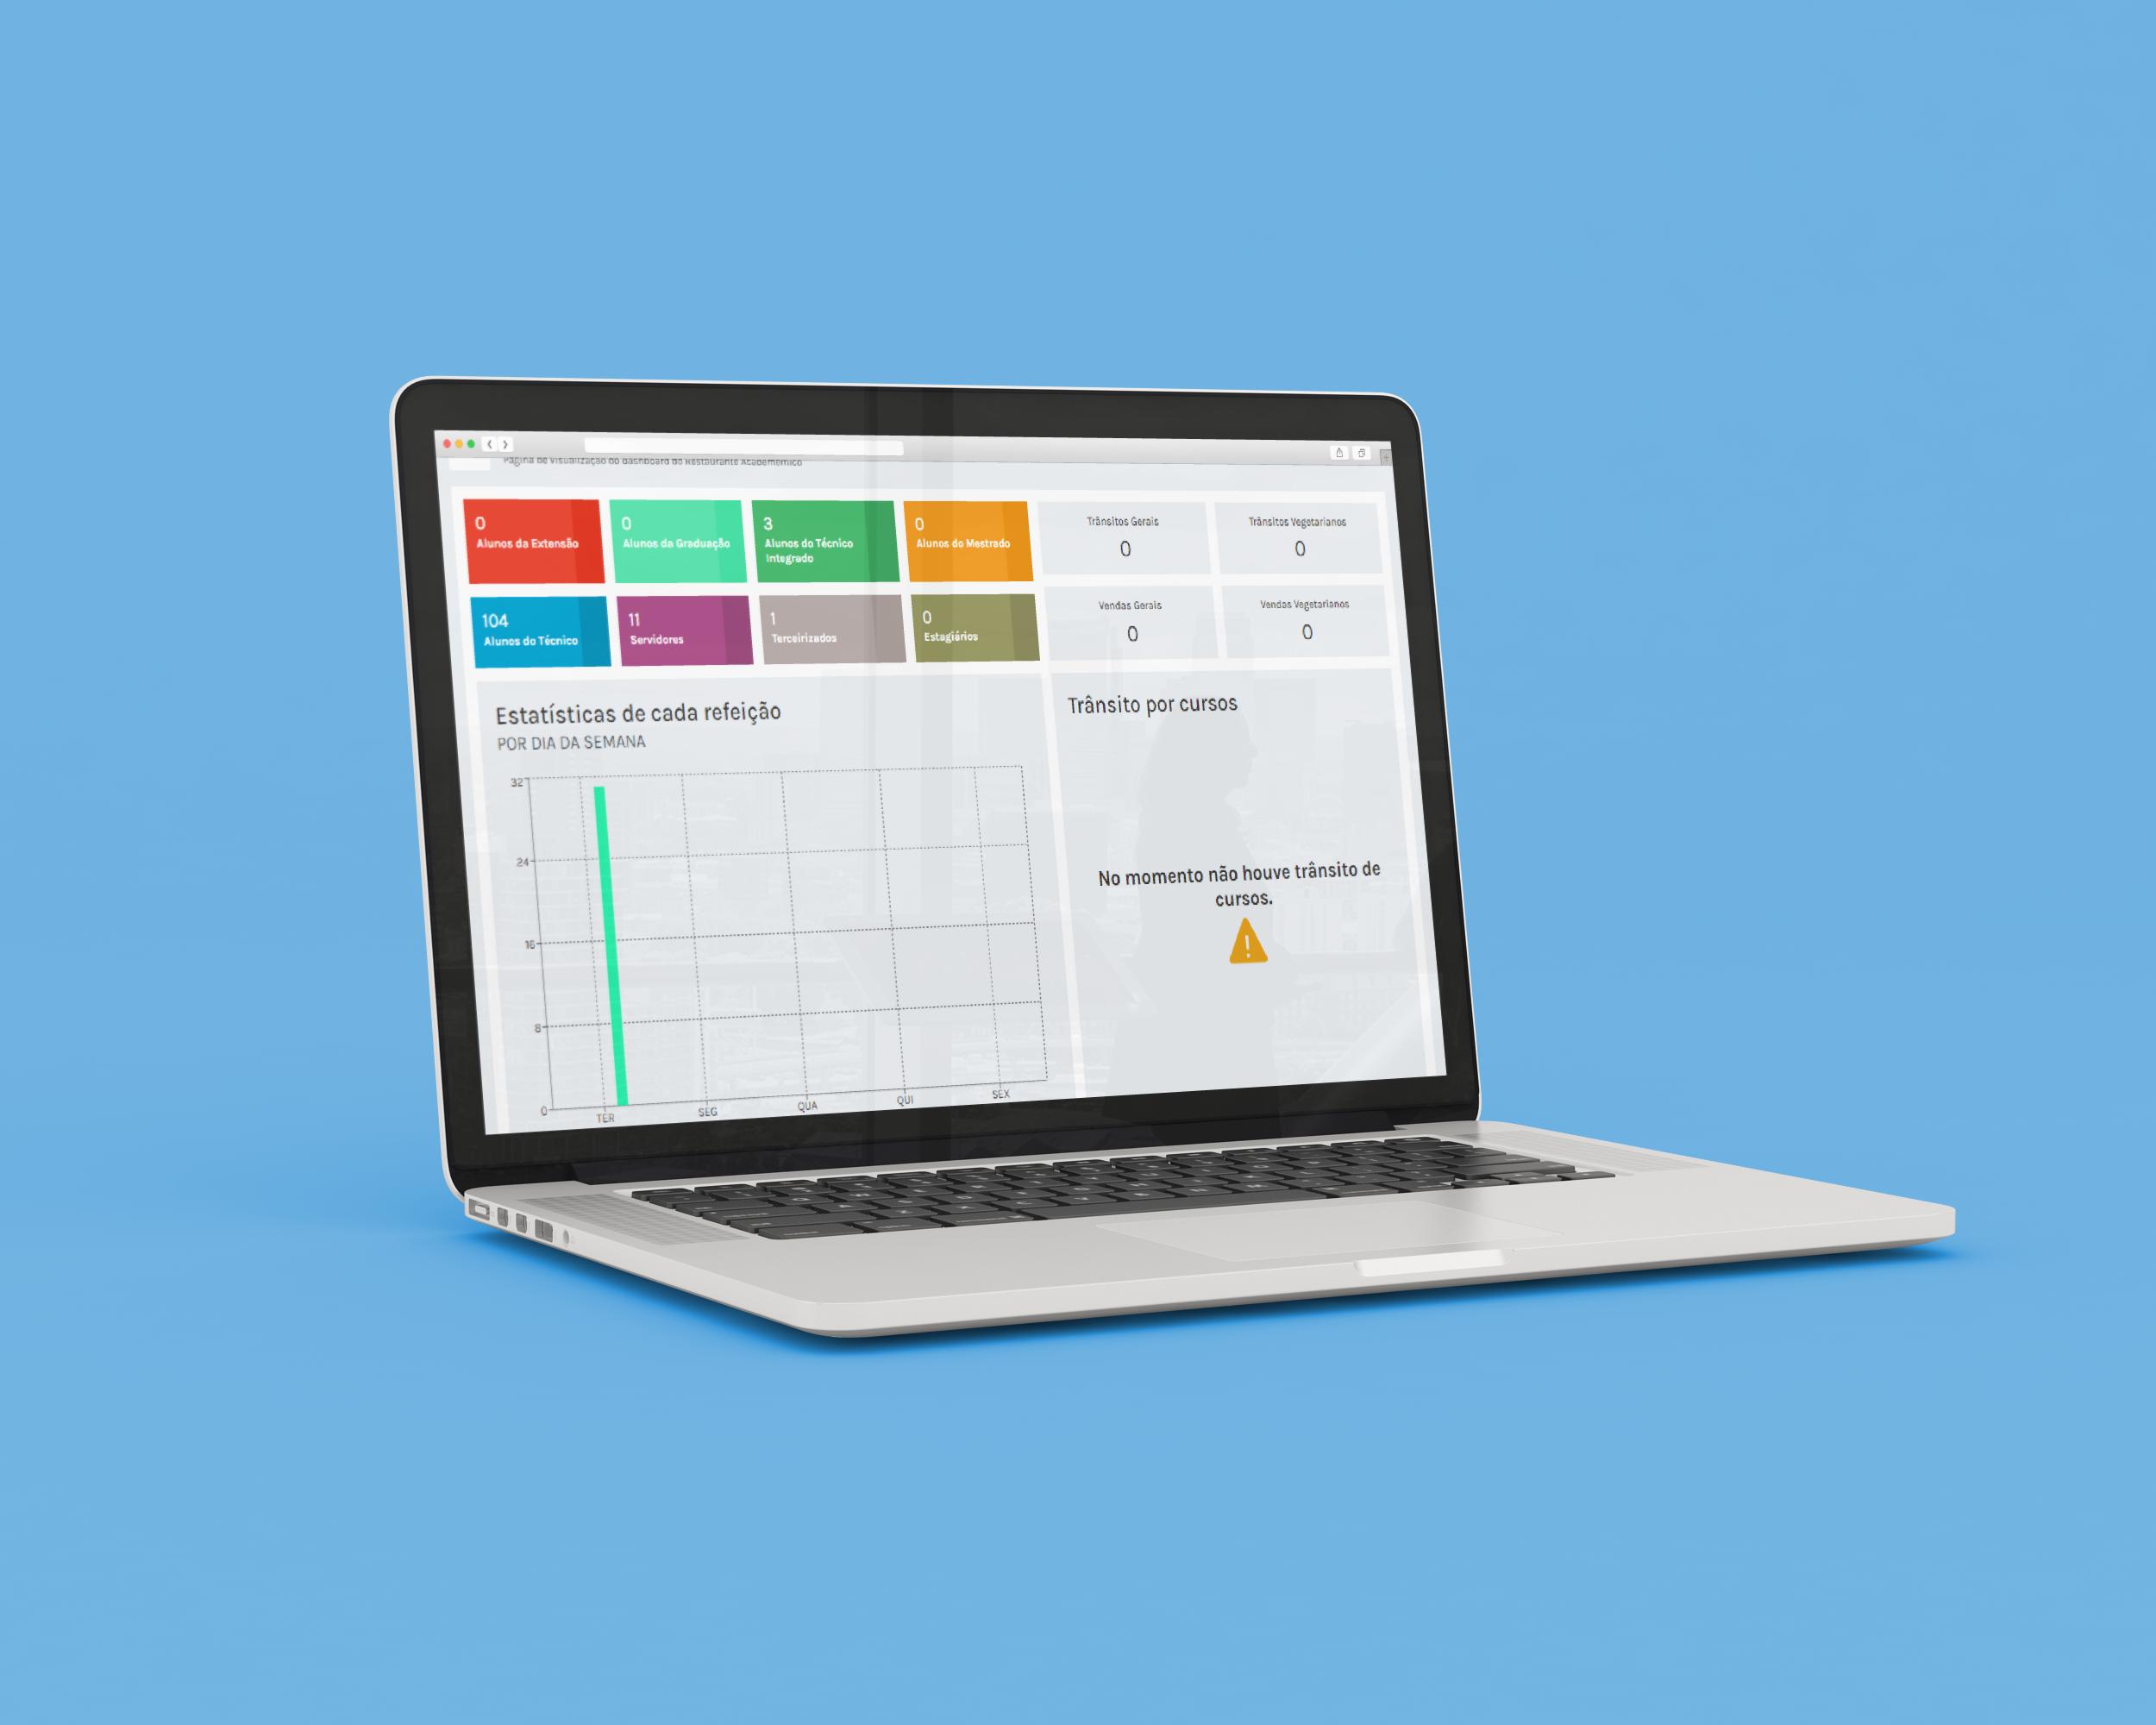 Página de visualização do dashboard do Restaurante Academemico
0
Alunos da Extensão
0
Alunos da Graduação
3
Alunos do Técnico
Integrado
0
Alunos do Mestrado
Trânsitos Gerais
0
Trânsitos Vegetarianos
0
104
Alunos do Técnico
11
Servidores
1
Terceirizados
0
Estagiários
Vendas Gerais
0
Vendas Vegetarianos
0
Estatísticas de cada refeição
POR DIA DA SEMANA
32
24
16
8
0
TER
SEG
QUA
QUI
SEX
Trânsito por cursos
No momento não houve trânsito de
cursos.